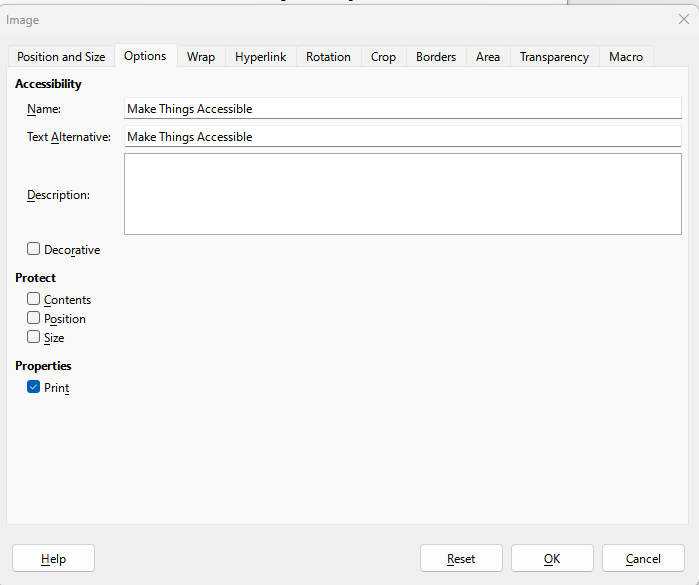 Image
Position and Size Options Wrap Hyperlink Rotation Crop Borders Area Transparency Macro
Accessibility
Name: Make Things Accessible
Text Alternative: Make Things Accessible
Description:
Decorative
Protect
Contents
Position
Size
Properties
Print
Help Reset OK Cancel